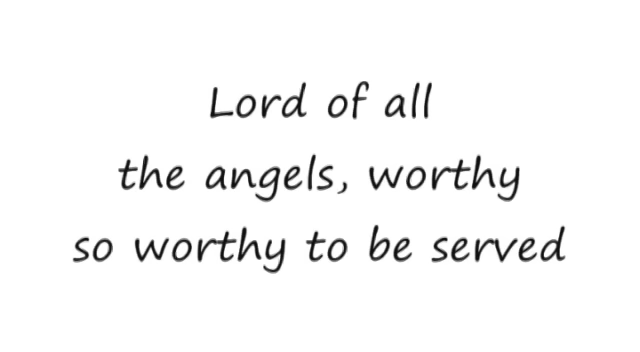 Lord of all
the angels, worthy
so worthy to be served